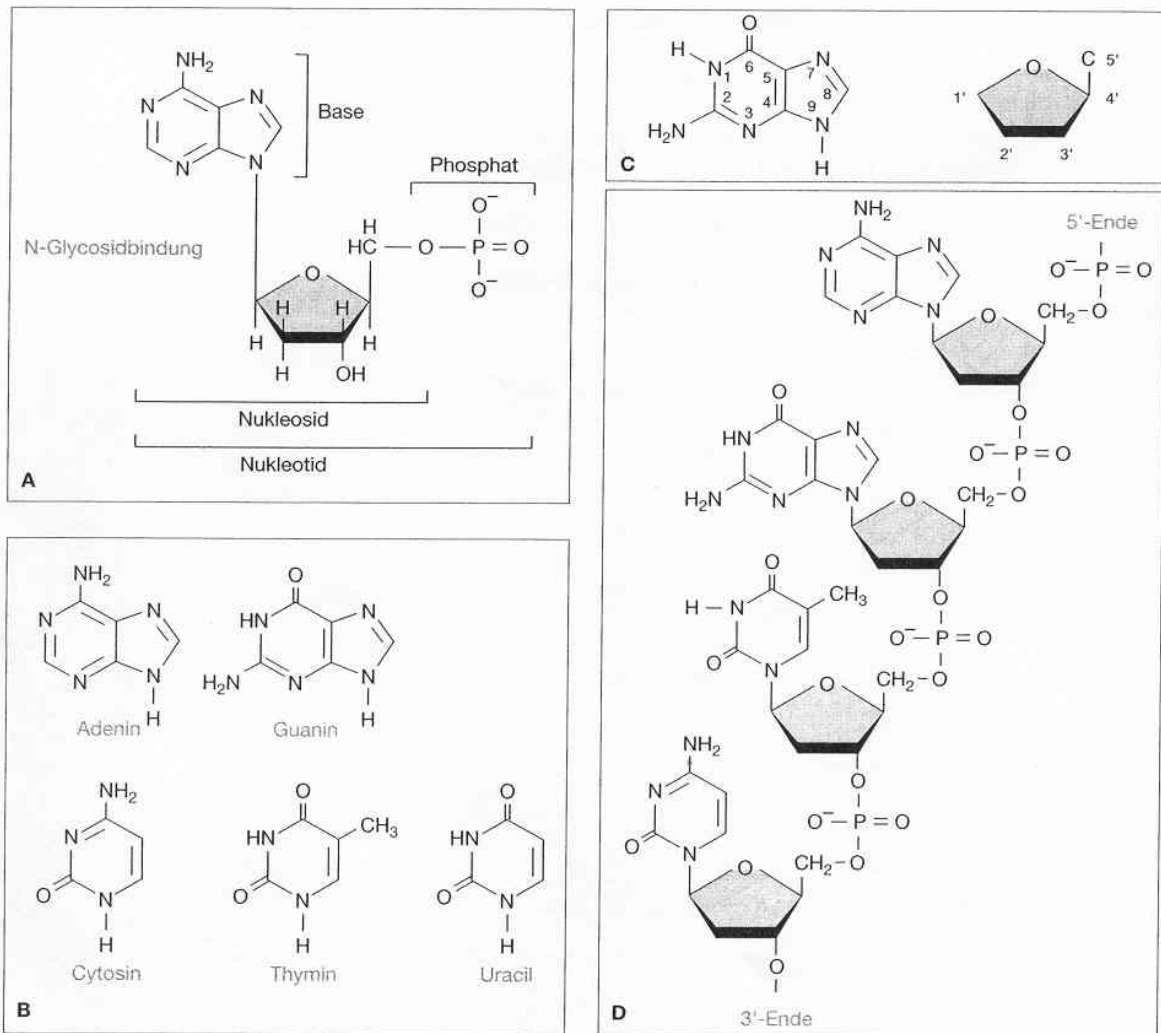 NH₂
N
N
N
N
Base
N-Glycosidbindung
Phosphat
O⁻
H
HC — O — P = O
O⁻
O
H H
H H H
H OH
Nukleosid
Nukleotid
A
NH₂
N
N
N
N
H
Adenin
O
HN
N
H₂N
N
N
H
Guanin
NH₂
N
O
N
H
Cytosin
O
HN
CH₃
O
N
H
Thymin
O
HN
O
N
H
Uracil
B
O
H
6
N
7
N
1
5
8
2
4
3
N
9
N
H₂N
H
C
5'
O
1'
4'
2'
3'
C
NH₂
5'-Ende
N
N
O⁻ — P = O
N
N
O
CH₂ — O
O
O
HN
N
O⁻ — P = O
H₂N
N
N
O
CH₂ — O
O
O
H — N
CH₃
O⁻ — P = O
O
N
O
CH₂ — O
NH₂
O
N
O⁻ — P = O
O
N
O
CH₂ — O
O
3'-Ende
D